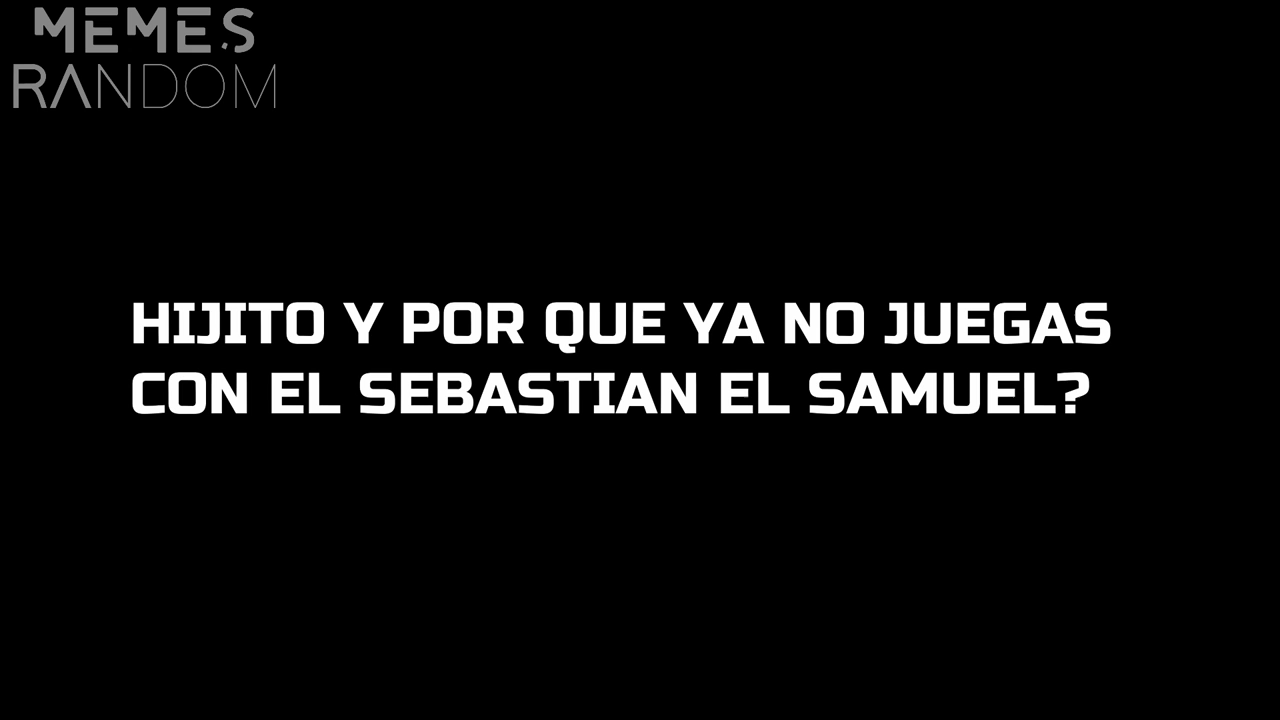 MEMES
RANDOM
HIJITO Y POR QUE YA NO JUEGAS
CON EL SEBASTIAN EL SAMUEL?